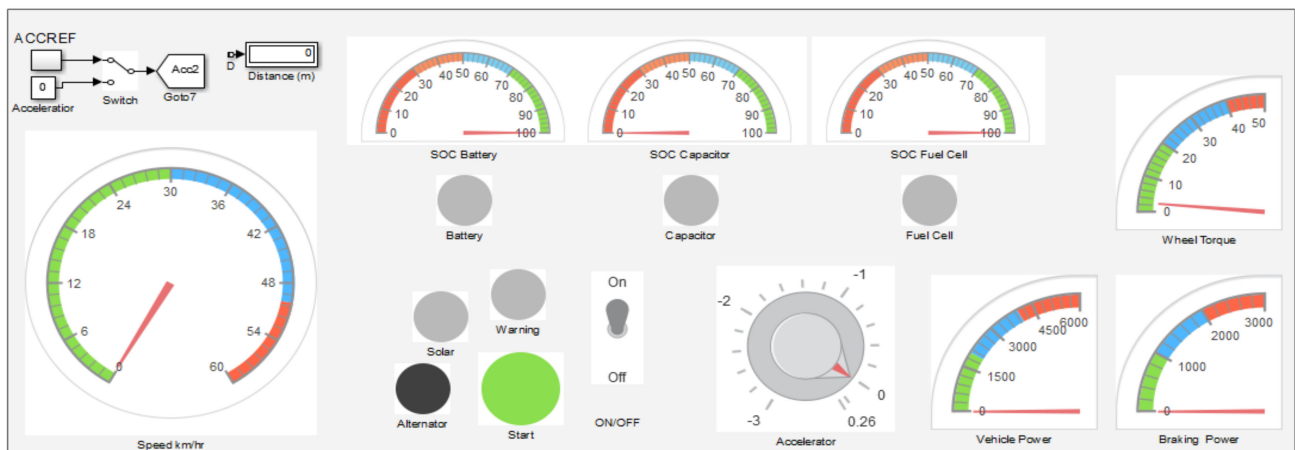 ACCREF
0
Acceleratior
Switch
Acc2
Goto7
D
0
Distance (m)
0 10 20 30 40 50 60 70 80 90 100
SOC Battery
0 10 20 30 40 50 60 70 80 90 100
SOC Capacitor
0 10 20 30 40 50 60 70 80 90 100
SOC Fuel Cell
0 10 20 30 40 50
Wheel Torque
Battery
Capacitor
Fuel Cell
0 6 12 18 24 30 36 42 48 54 60
Speed km/hr
Solar
Warning
Alternator
Start
On
Off
ON/OFF
-3 -2 -1 0 0.26
Accelerator
0 1500 3000 4500 6000
Vehicle Power
0 1000 2000 3000
Braking Power